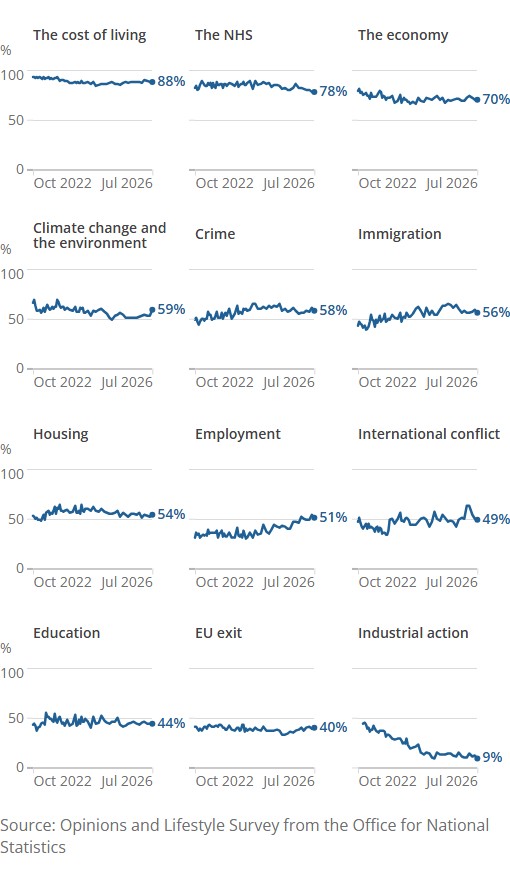 The cost of living
The NHS
The economy
%
100
50
0
88%
78%
70%
Oct 2022 Jul 2026
Oct 2022 Jul 2026
Oct 2022 Jul 2026
Climate change and
the environment
Crime
Immigration
%
100
50
0
59%
58%
56%
Oct 2022 Jul 2026
Oct 2022 Jul 2026
Oct 2022 Jul 2026
Housing
Employment
International conflict
%
100
50
0
54%
51%
49%
Oct 2022 Jul 2026
Oct 2022 Jul 2026
Oct 2022 Jul 2026
Education
EU exit
Industrial action
%
100
50
0
44%
40%
9%
Oct 2022 Jul 2026
Oct 2022 Jul 2026
Oct 2022 Jul 2026
Source: Opinions and Lifestyle Survey from the Office for National
Statistics